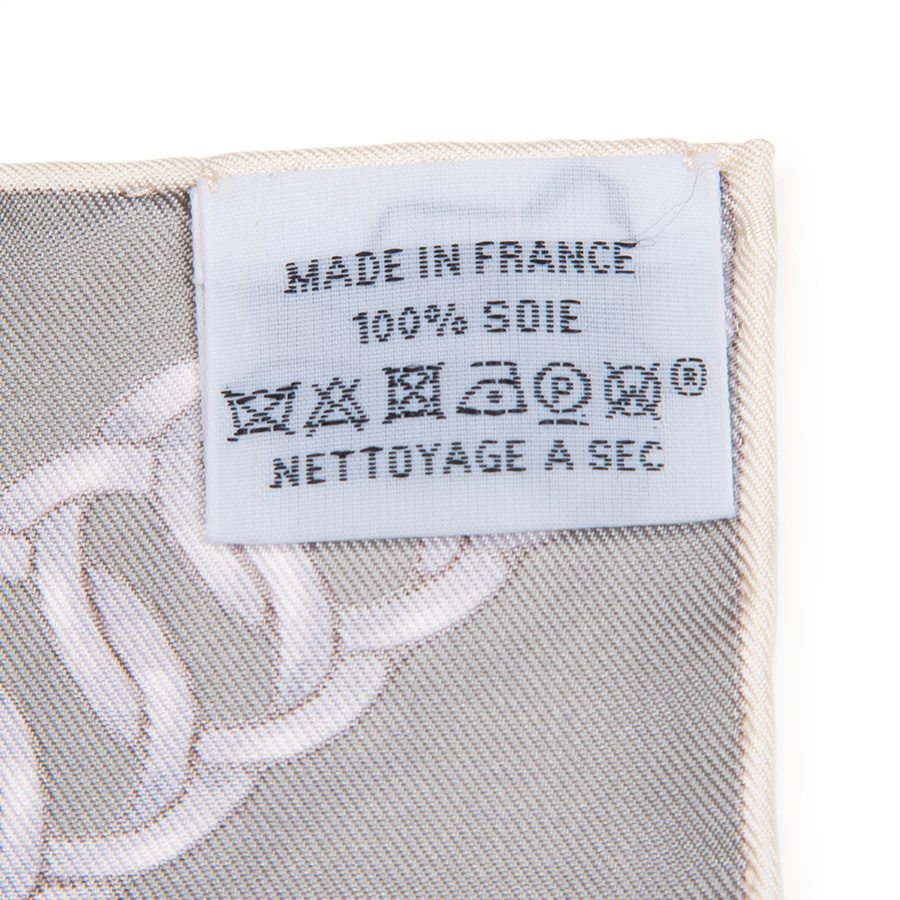 MADE IN FRANCE
100% SOIE
P W ®
NETTOYAGE A SEC